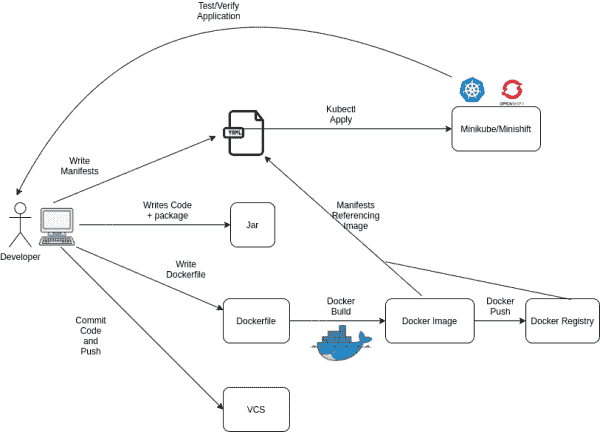 Test/Verify
Application
OPENSHIFT
Kubectl
Apply
YAML
Minikube/Minishift
Write
Manifests
Writes Code
+ package
Jar
Manifests
Referencing
Image
Developer
Write
Dockerfile
Docker
Build
Docker
Push
Dockerfile
Docker Image
Docker Registry
Commit
Code
and
Push
VCS